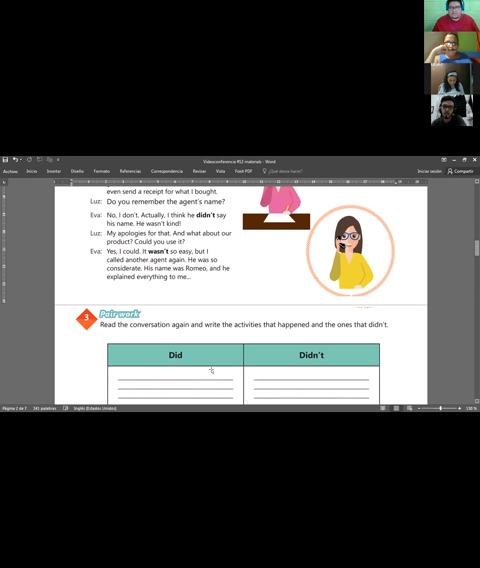 Videoconferencia #12 materials - Word
Archivo Inicio Insertar Diseño Formato Referencias Correspondencia Revisar Vista Foxit PDF ¿Qué desea hacer? Iniciar sesión Compartir
even send a receipt for what I bought.
Luz: Do you remember the agent's name?
Eva: No, I don't. Actually, I think he didn't say
his name. He wasn't kind!
Luz: My apologies for that. And what about our
product? Could you use it?
Eva: Yes, I could. It wasn't so easy, but I
called another agent again. He was so
considerate. His name was Romeo, and he
explained everything to me...
3 Pair work
Read the conversation again and write the activities that happened and the ones that didn't.
Did Didn't
Página 2 de 7 345 palabras Inglés (Estados Unidos) 130 %